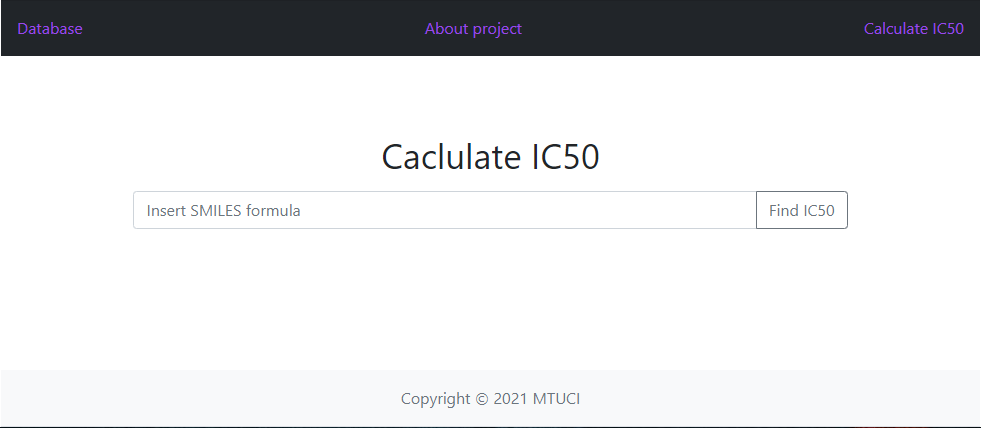 Database About project Calculate IC50
Caclulate IC50
Insert SMILES formula Find IC50
Copyright © 2021 MTUCI